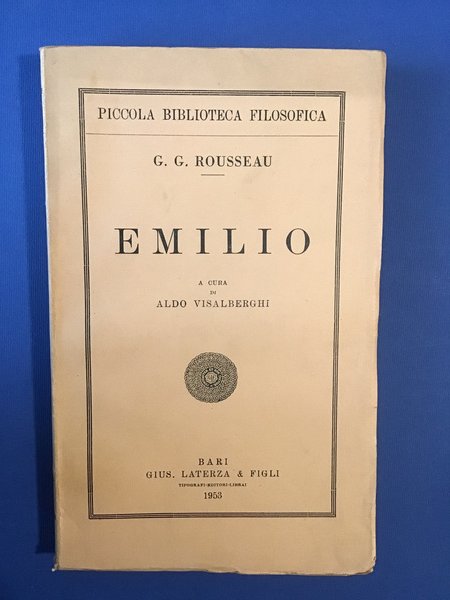 PICCOLA BIBLIOTECA FILOSOFICA
G. G. ROUSSEAU
EMILIO
A CURA
DI
ALDO VISALBERGHI
BARI
GIUS. LATERZA & FIGLI
TIPOGRAFI-EDITORI-LIBRAI
1953